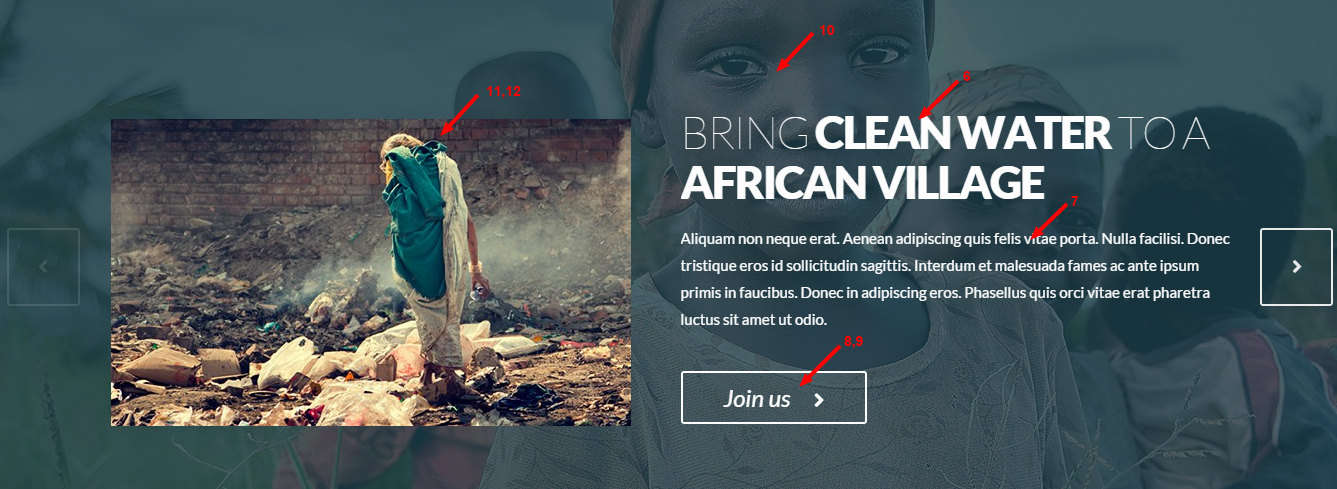 10
6
11,12
BRING CLEAN WATER TO A
AFRICAN VILLAGE
7
Aliquam non neque erat. Aenean adipiscing quis felis vitae porta. Nulla facilisi. Donec
tristique eros id sollicitudin sagittis. Interdum et malesuada fames ac ante ipsum
primis in faucibus. Donec in adipiscing eros. Phasellus quis orci vitae erat pharetra
luctus sit amet ut odio.
8,9
Join us